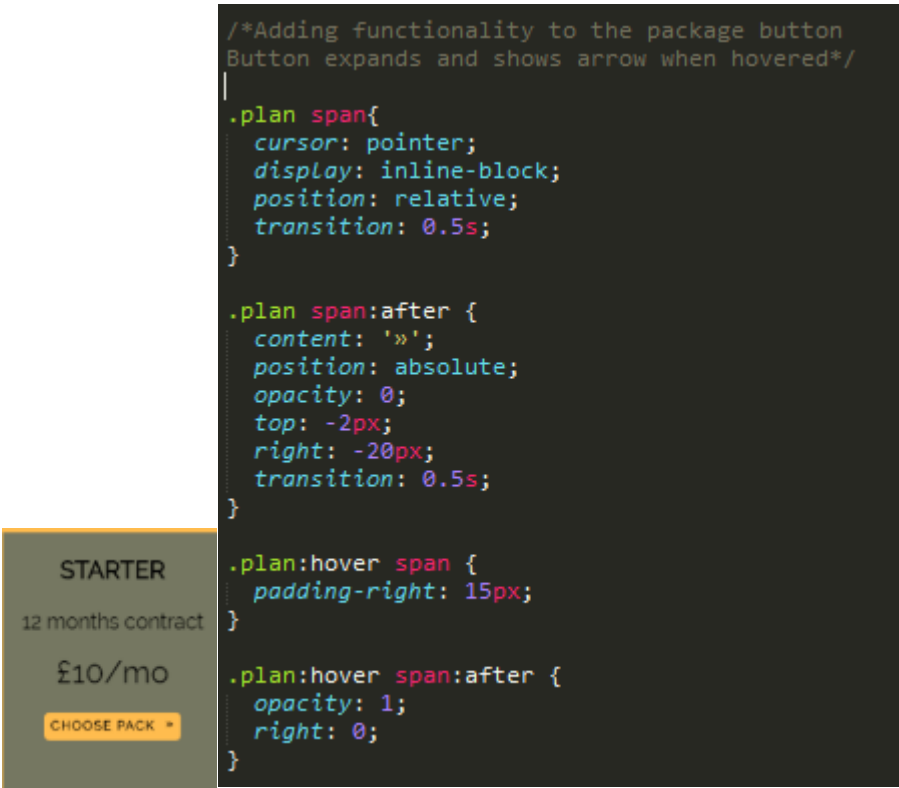 /*Adding functionality to the package button
Button expands and shows arrow when hovered*/
.plan span{
cursor: pointer;
display: inline-block;
position: relative;
transition: 0.5s;
}
.plan span:after {
content: '»';
position: absolute;
opacity: 0;
top: -2px;
right: -20px;
transition: 0.5s;
}
.plan:hover span {
padding-right: 15px;
}
.plan:hover span:after {
opacity: 1;
right: 0;
}
STARTER
12 months contract
£10/mo
CHOOSE PACK »